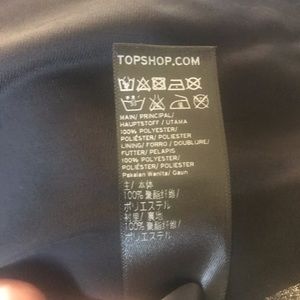 TOPSHOP.COM
MAIN/ PRINCIPAL/
HAUPTSTOFF / UTAMA
100% POLYESTER/
POLIÉSTER/ POLIESTER
LINING/ FORRO / DOUBLURE/
FUTTER/ PELAPIS
100% POLYESTER/
POLIÉSTER/ POLIESTER
Pakaian Wanita/ Gaun
主/ 本体
100% 聚酯纤维/
ポリエステル
衬里/ 裏地
100% 聚酯纤维/
ポリエステル